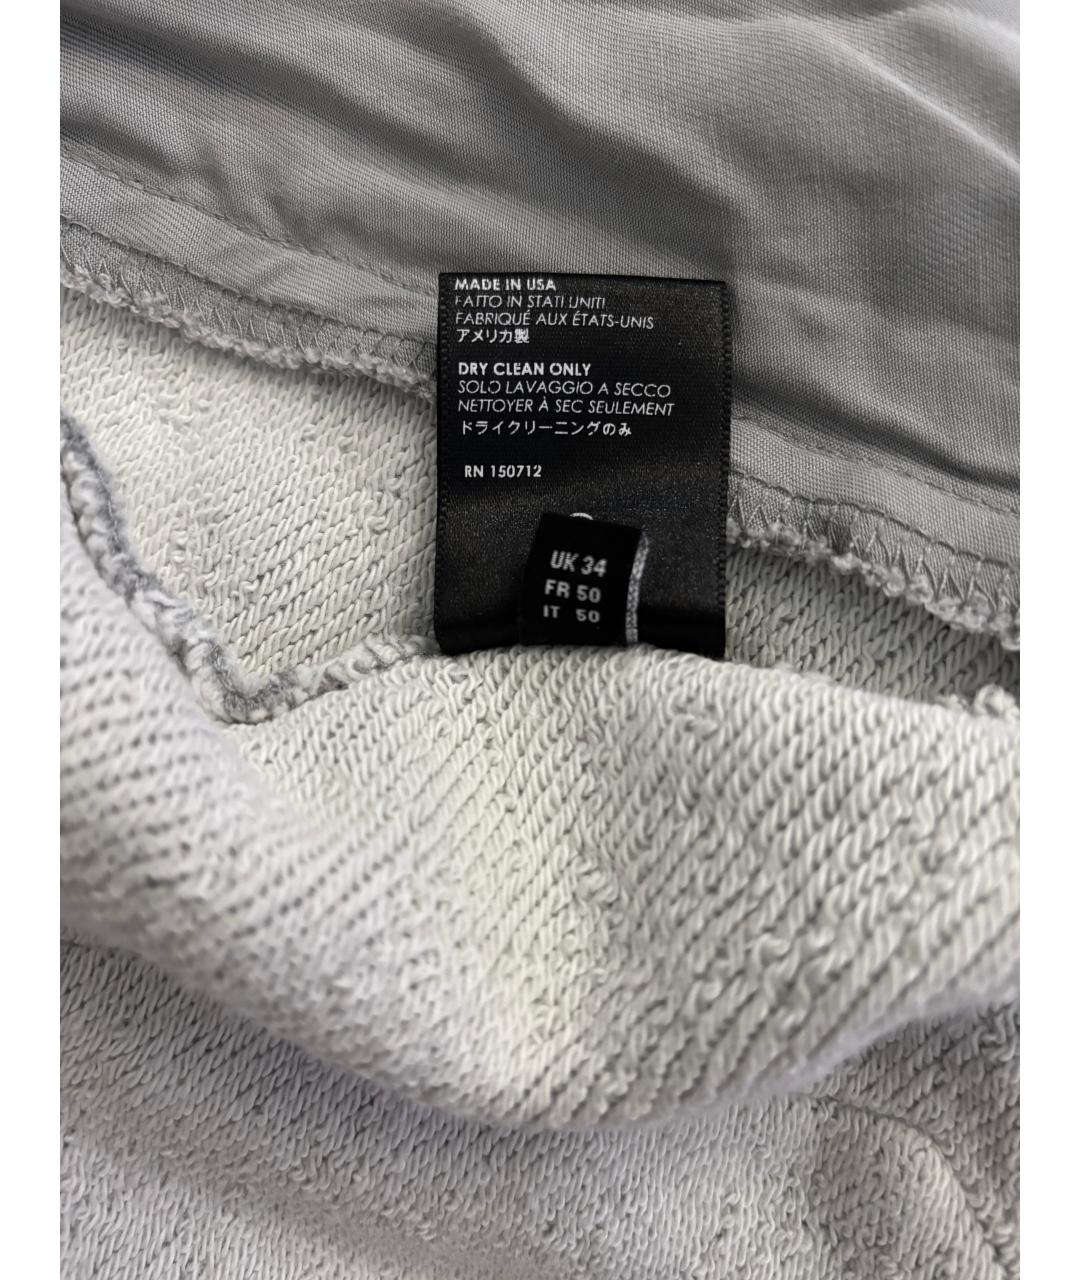 MADE IN USA
FATTO IN STATI UNITI
FABRIQUÉ AUX ÉTATS-UNIS
アメリカ製
DRY CLEAN ONLY
SOLO LAVAGGIO A SECCO
NETTOYER À SEC SEULEMENT
ドライクリーニングのみ
RN 150712
UK 34
FR 50
IT 50